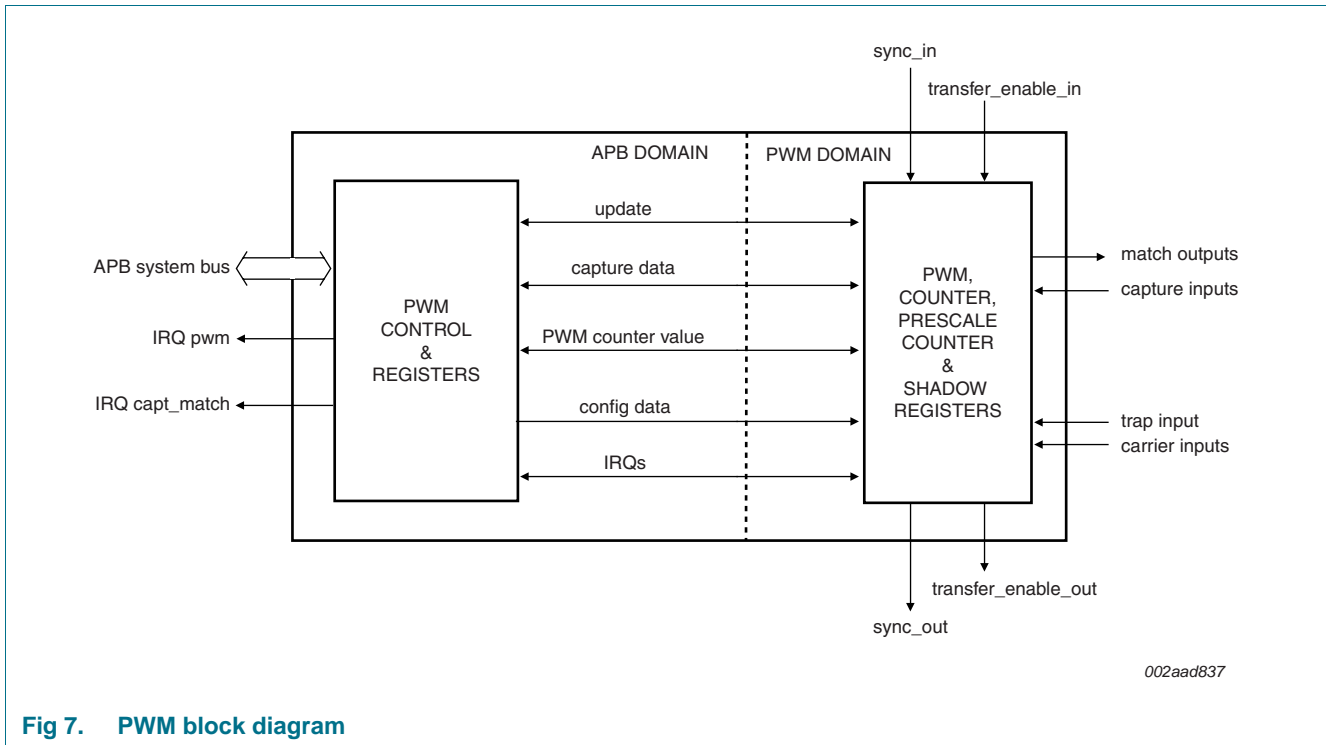 sync_in
transfer_enable_in
APB DOMAIN
PWM DOMAIN
update
capture data
PWM counter value
config data
IRQs
APB system bus
IRQ pwm
IRQ capt_match
PWM
CONTROL
&
REGISTERS
PWM,
COUNTER,
PRESCALE
COUNTER
&
SHADOW
REGISTERS
match outputs
capture inputs
trap input
carrier inputs
transfer_enable_out
sync_out
002aad837
Fig 7. PWM block diagram